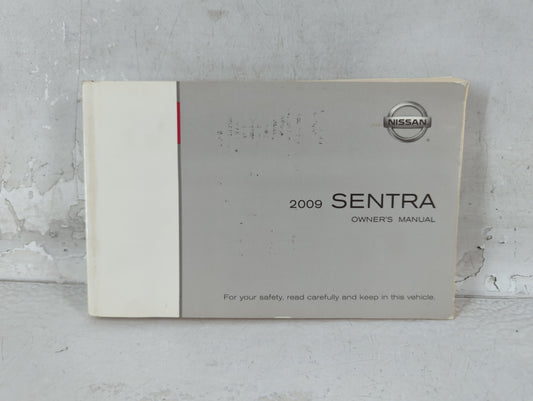 NISSAN
2009 SENTRA
OWNER'S MANUAL
For your safety, read carefully and keep in this vehicle.